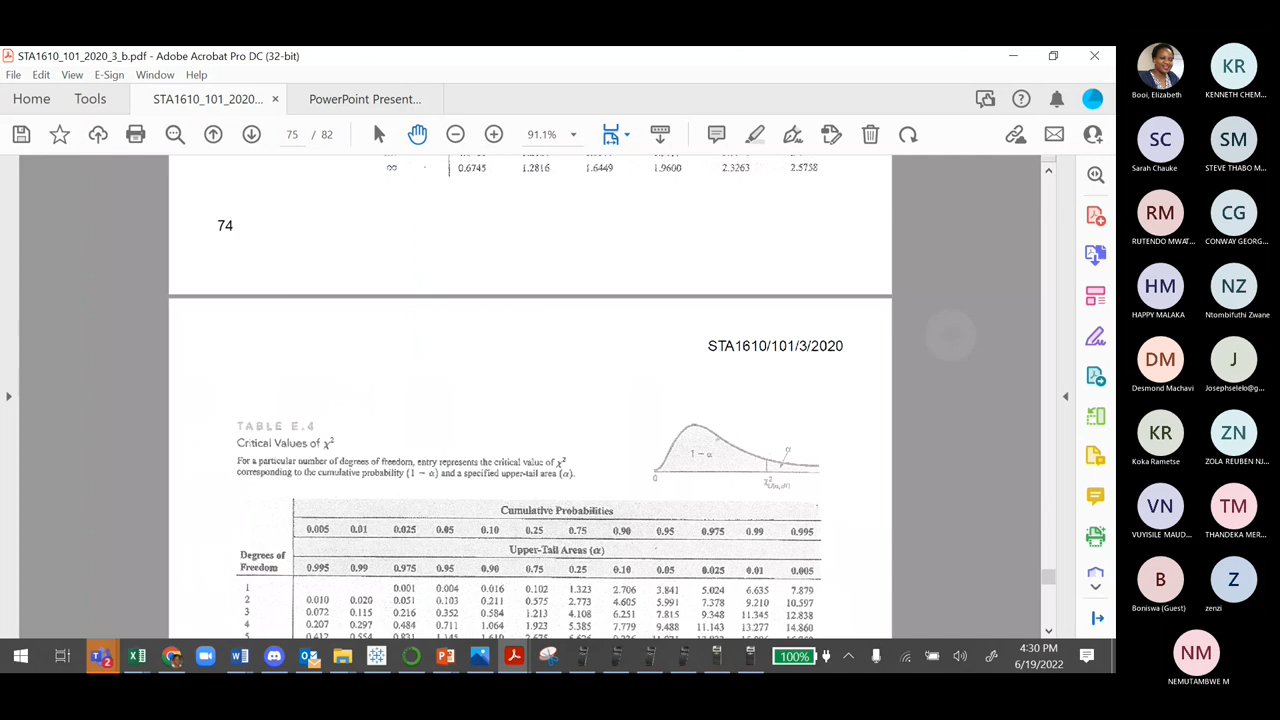 STA1610_101_2020_3_b.pdf - Adobe Acrobat Pro DC (32-bit)
File Edit View E-Sign Window Help
Home Tools STA1610_101_2020... × PowerPoint Present...
75 / 82 91.1%
∞ 0.6745 1.2816 1.6449 1.9600 2.3263 2.5758
74
STA1610/101/3/2020
TABLE E.4
Critical Values of χ²
For a particular number of degrees of freedom, entry represents the critical value of χ²
corresponding to the cumulative probability (1 − α) and a specified upper-tail area (α).
1 − α
α
0
Cumulative Probabilities
0.005 0.01 0.025 0.05 0.10 0.25 0.75 0.90 0.95 0.975 0.99 0.995
Upper-Tail Areas (α)
Degrees of
Freedom 0.995 0.99 0.975 0.95 0.90 0.75 0.25 0.10 0.05 0.025 0.01 0.005
1 0.001 0.004 0.016 0.102 1.323 2.706 3.841 5.024 6.635 7.879
2 0.010 0.020 0.051 0.103 0.211 0.575 2.773 4.605 5.991 7.378 9.210 10.597
3 0.072 0.115 0.216 0.352 0.584 1.213 4.108 6.251 7.815 9.348 11.345 12.838
4 0.207 0.297 0.484 0.711 1.064 1.923 5.385 7.779 9.488 11.143 13.277 14.860
5
100%
4:30 PM
6/19/2022
Booi, Elizabeth
KR
KENNETH CHEM...
SC
Sarah Chauke
SM
STEVE THABO M...
RM
RUTENDO MWAT...
CG
CONWAY GEORG...
HM
HAPPY MALAKA
NZ
Ntombifuthi Zwane
DM
Desmond Machavi
J
Josephselelo@g...
KR
Koka Rametse
ZN
ZOLA REUBEN NJ...
VN
VUYISILE MAUD...
TM
THANDEKA MER...
B
Boniswa (Guest)
Z
zenzi
NM
NEMUTAMBWE M